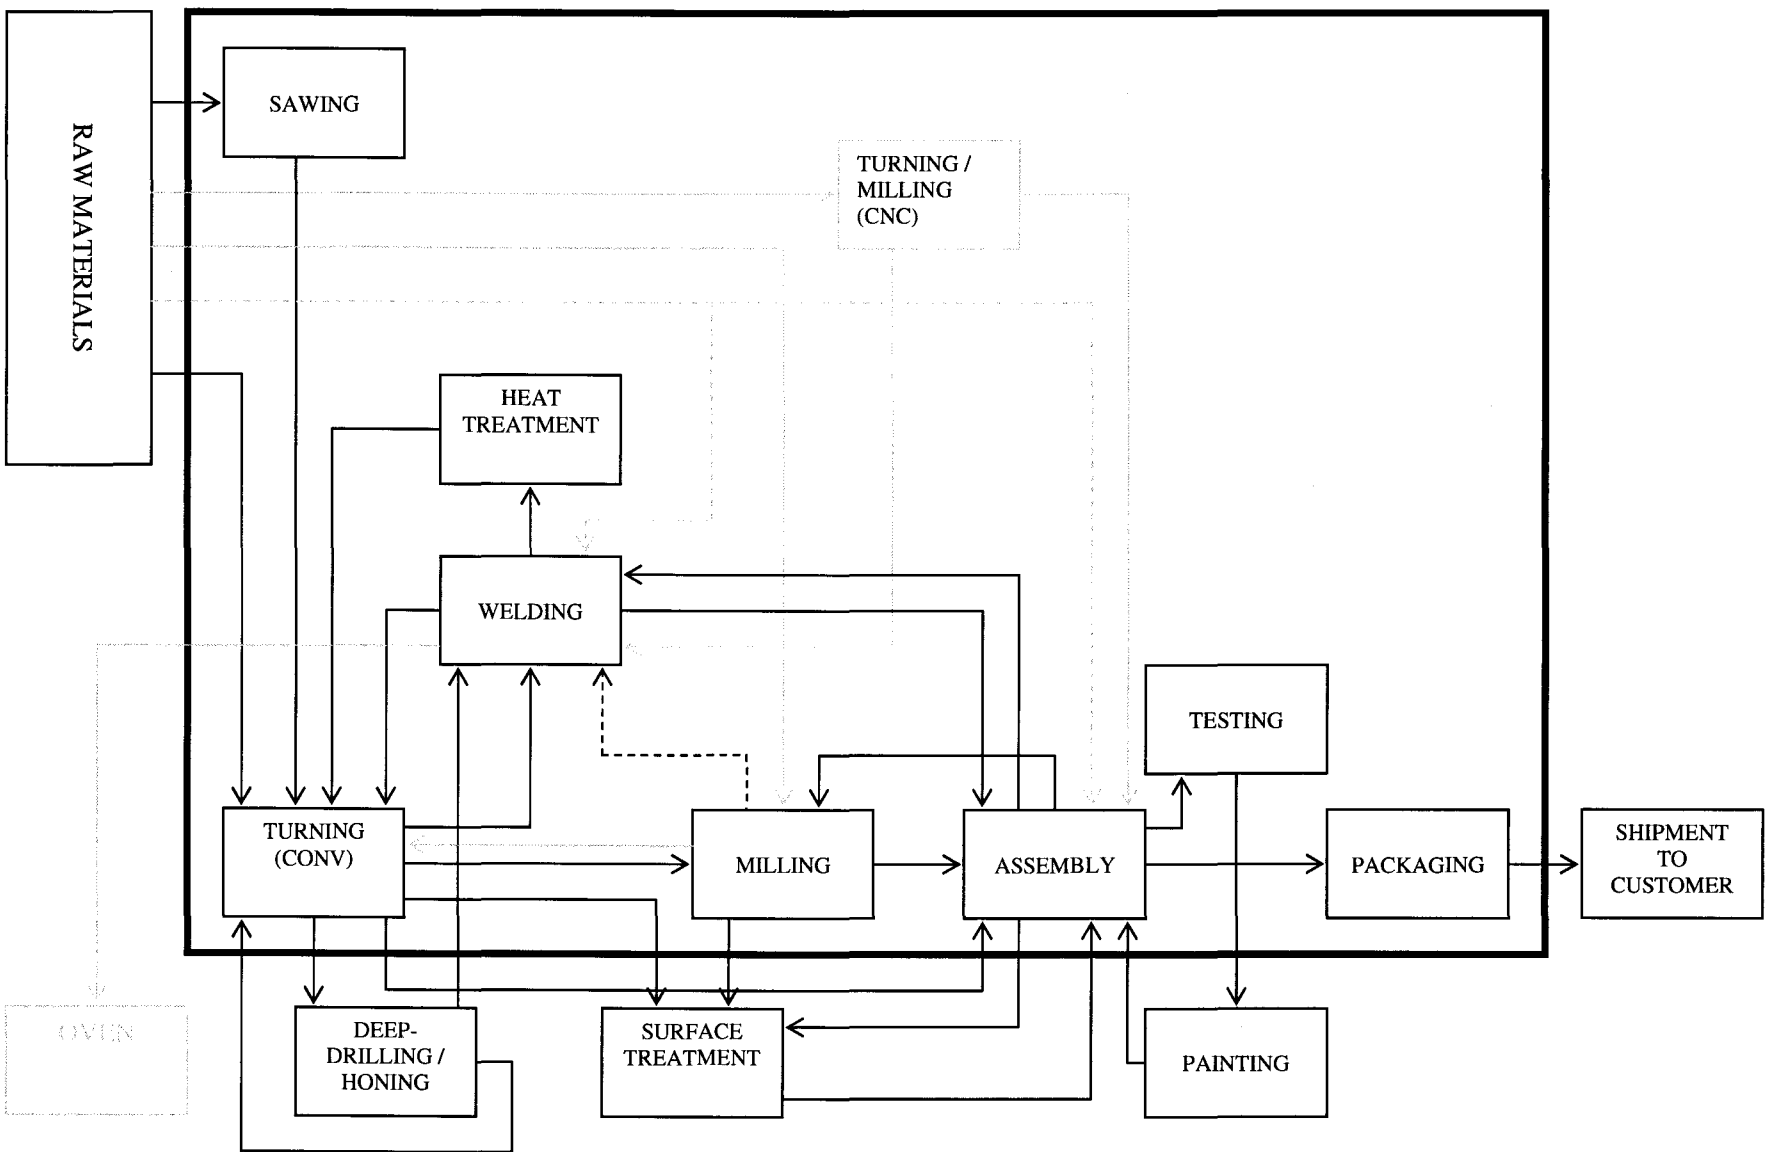 RAW MATERIALS
SAWING
TURNING /
MILLING
(CNC)
HEAT
TREATMENT
WELDING
TESTING
TURNING
(CONV)
MILLING
ASSEMBLY
PACKAGING
SHIPMENT
TO
CUSTOMER
OVEN
DEEP-
DRILLING /
HONING
SURFACE
TREATMENT
PAINTING